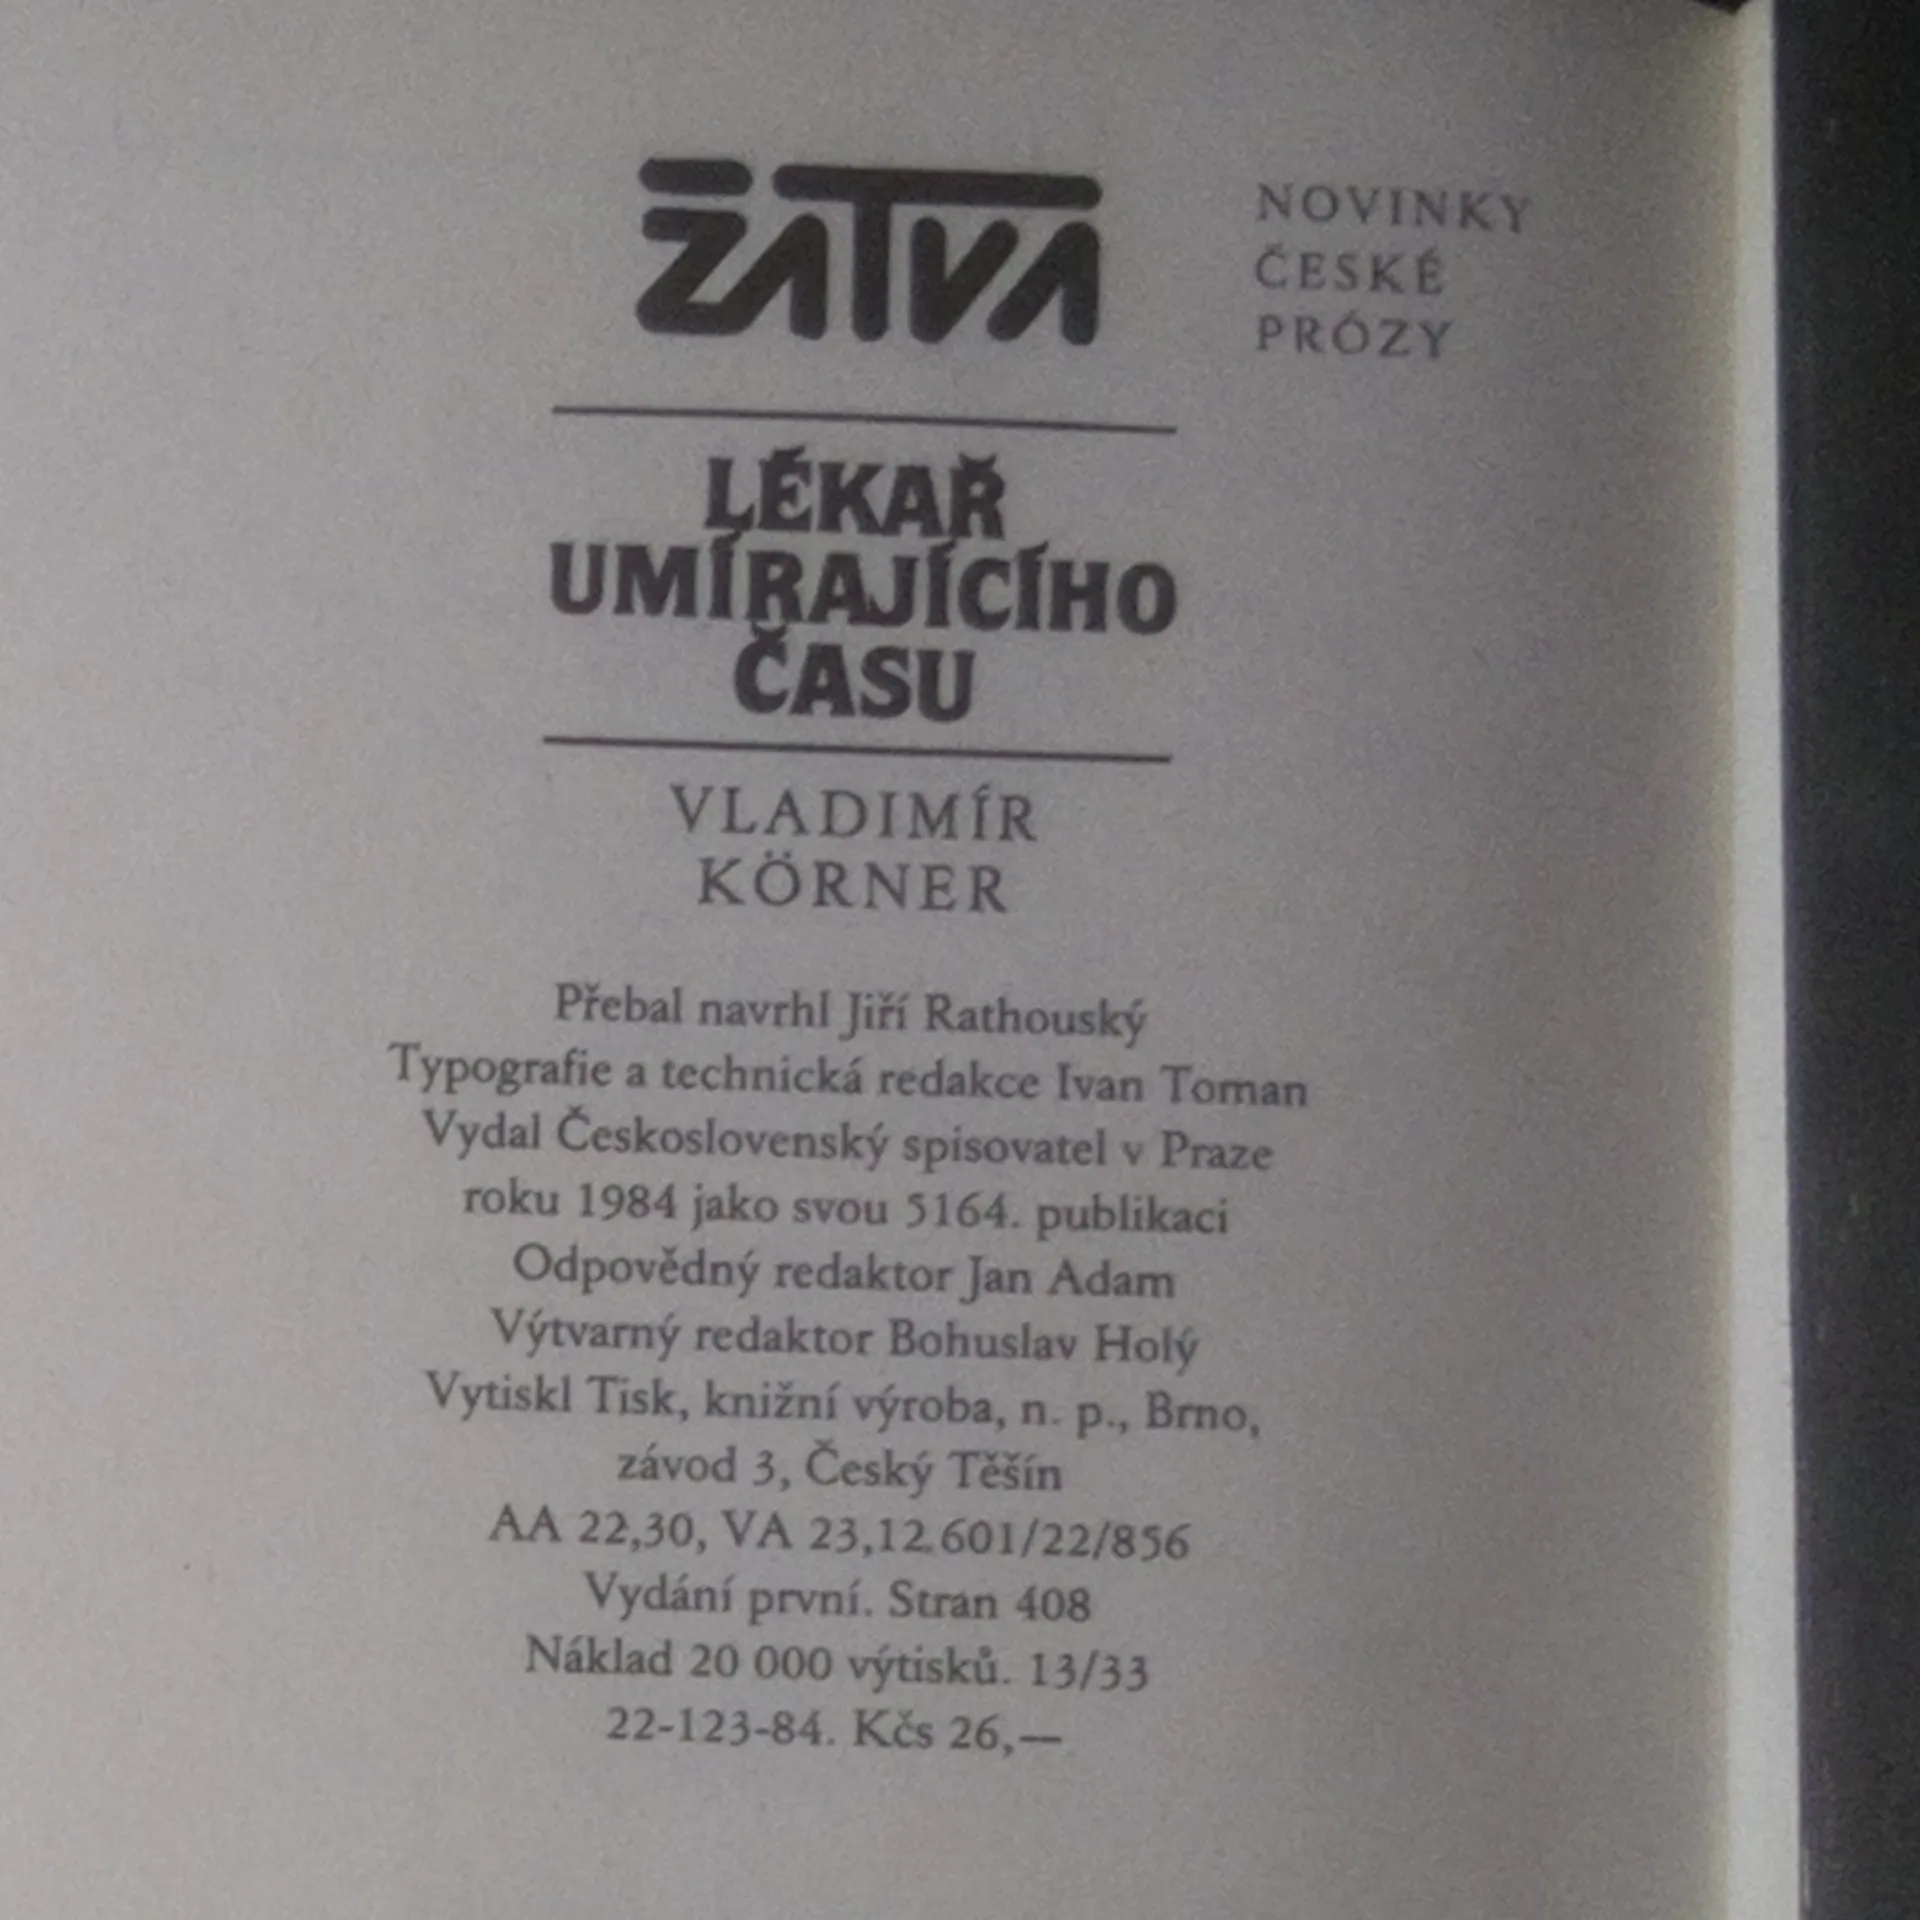 ŽATVA
NOVINKY
ČESKÉ
PRÓZY
LÉKAŘ
UMÍRAJÍCÍHO
ČASU
VLADIMÍR
KÖRNER
Přebal navrhl Jiří Rathouský
Typografie a technická redakce Ivan Toman
Vydal Československý spisovatel v Praze
roku 1984 jako svou 5164. publikaci
Odpovědný redaktor Jan Adam
Výtvarný redaktor Bohuslav Holý
Vytiskl Tisk, knižní výroba, n. p., Brno,
závod 3, Český Těšín
AA 22,30, VA 23,12.601/22/856
Vydání první. Stran 408
Náklad 20 000 výtisků. 13/33
22-123-84. Kčs 26,—